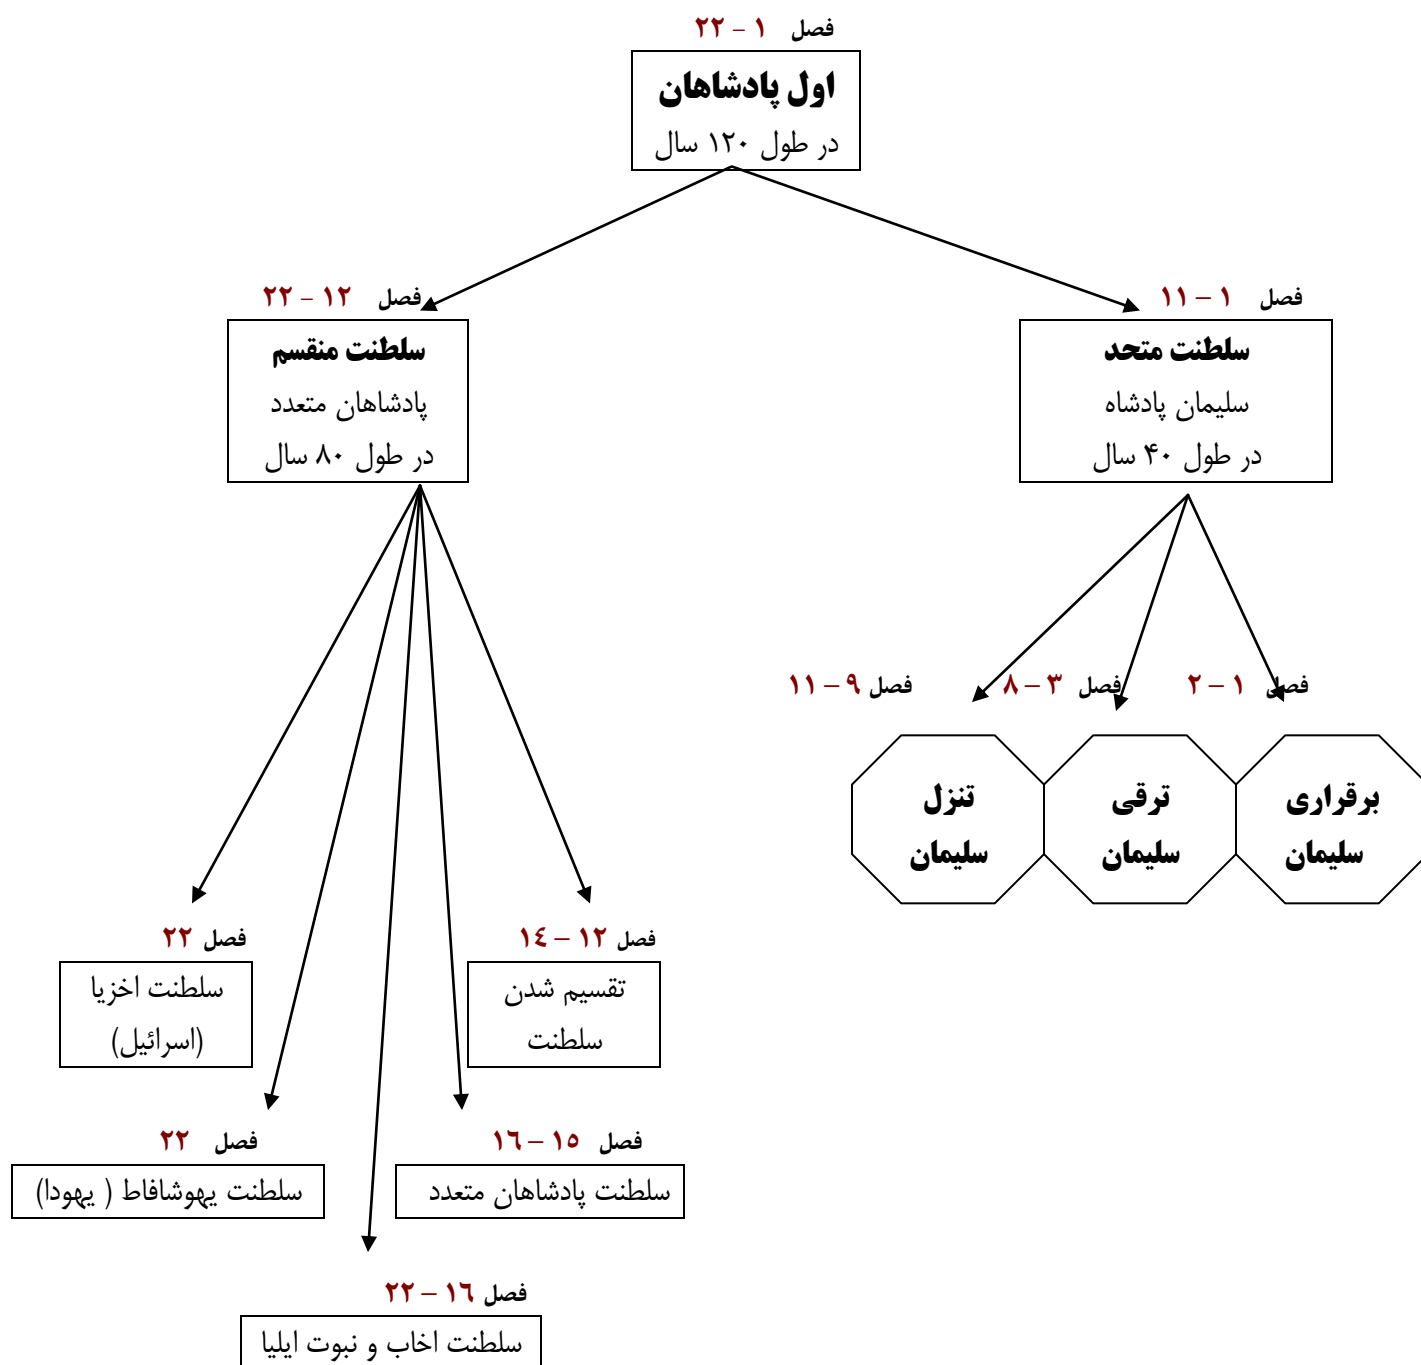 فصل ۱ – ۲۲
اول پادشاهان
در طول ۱۲۰ سال
فصل ۱ – ۱۱
سلطنت متحد
سلیمان پادشاه
در طول ۴۰ سال
فصل ۱۲ – ۲۲
سلطنت منقسم
پادشاهان متعدد
در طول ۸۰ سال
فصل ۱ – ۲
برقراری
سلیمان
فصل ۳ – ۸
ترقی
سلیمان
فصل ۹ – ۱۱
تنزل
سلیمان
فصل ۱۲ – ۱٤
تقسیم شدن
سلطنت
فصل ۲۲
سلطنت اخزیا
(اسرائیل)
فصل ۱٥ – ۱٦
سلطنت پادشاهان متعدد
فصل ۲۲
سلطنت یهوشافاط ( یهودا)
فصل ۱٦ – ۲۲
سلطنت اخاب و نبوت ایلیا